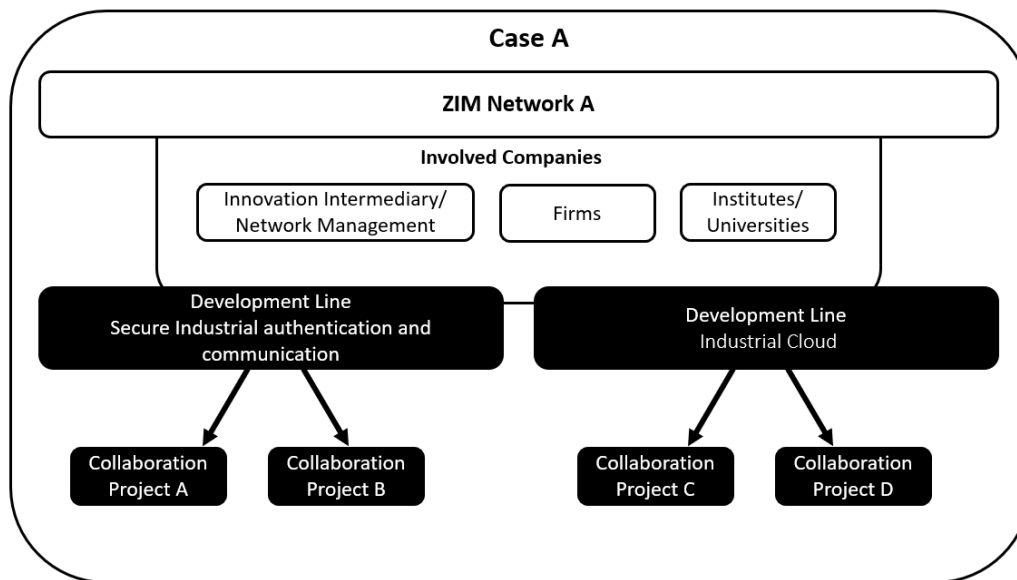 Case A
ZIM Network A
Involved Companies
Innovation Intermediary/
Network Management
Firms
Institutes/
Universities
Development Line
Secure Industrial authentication and
communication
Development Line
Industrial Cloud
Collaboration
Project A
Collaboration
Project B
Collaboration
Project C
Collaboration
Project D